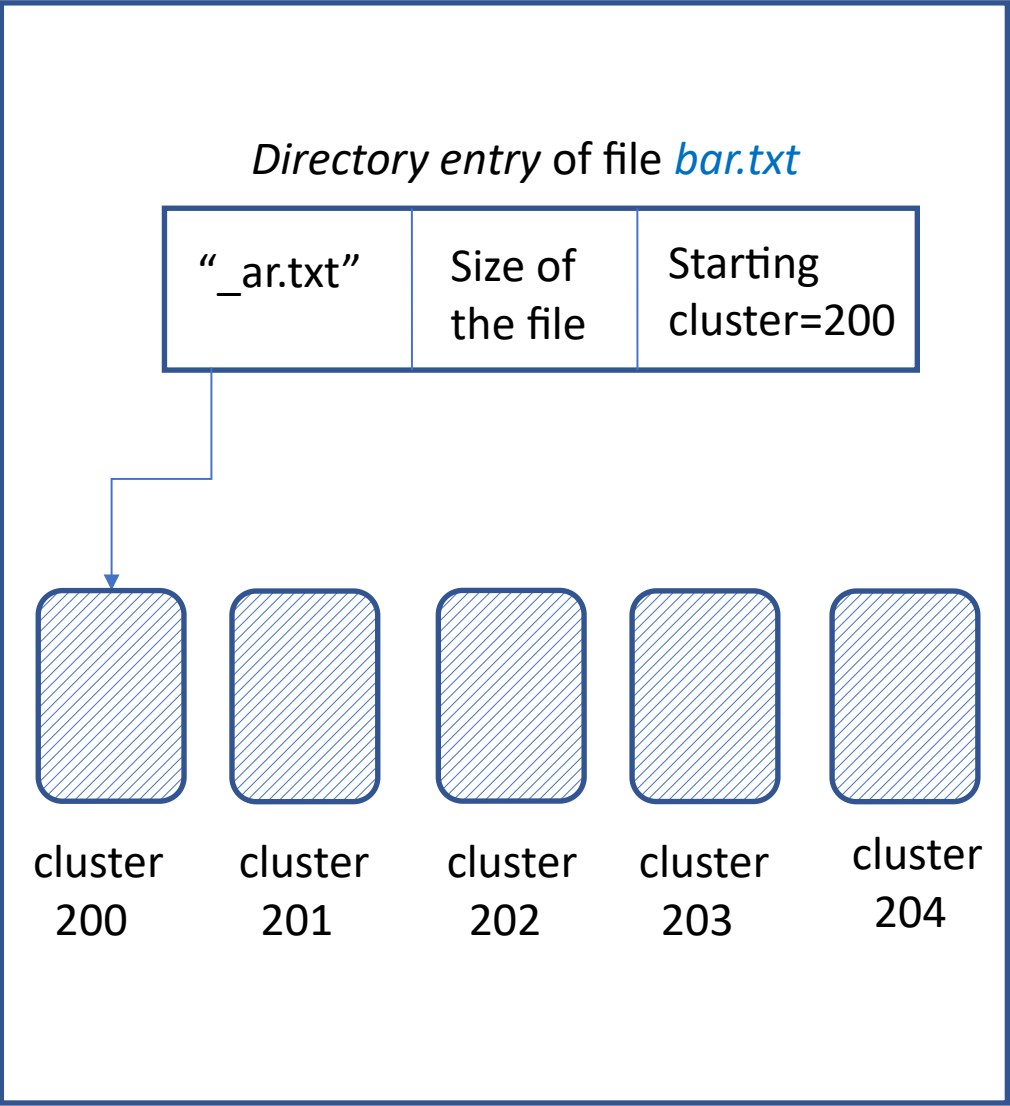 Directory entry of file bar.txt
“_ar.txt”
Size of
the file
Starting
cluster=200
cluster
200
cluster
201
cluster
202
cluster
203
cluster
204